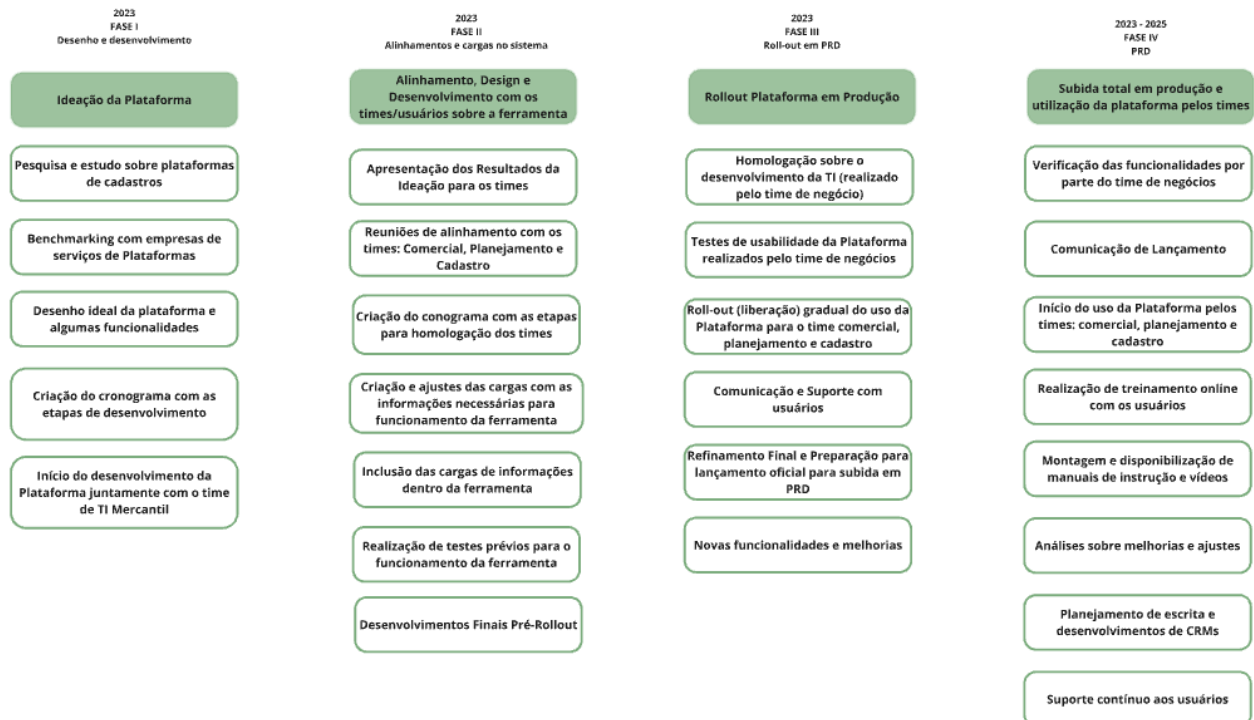 2023
FASE I
Desenho e desenvolvimento
Ideação da Plataforma
Pesquisa e estudo sobre plataformas
de cadastros
Benchmarking com empresas de
serviços de Plataformas
Desenho ideal da plataforma e
algumas funcionalidades
Criação do cronograma com as
etapas de desenvolvimento
Início do desenvolvimento da
Plataforma juntamente com o time
de TI Mercantil
2023
FASE II
Alinhamentos e cargas no sistema
Alinhamento, Design e
Desenvolvimento com os
times/usuários sobre a ferramenta
Apresentação dos Resultados da
Ideação para os times
Reuniões de alinhamento com os
times: Comercial, Planejamento e
Cadastro
Criação do conograma com as etapas
para homologação dos times
Criação e ajustes das cargas com as
informações necessárias para
funcionamento da ferramenta
Inclusão das cargas de informações
dentro da ferramenta
Realização de testes prévios para o
funcionamento da ferramenta
Desenvolvimentos Finais Pré-Rollout
2023
FASE III
Roll-out em PRD
Rollout Plataforma em Produção
Homologação sobre o
desenvolvimento da TI (realizado
pelo time de negócio)
Testes de usabilidade da Plataforma
realizados pelo time de negócios
Roll-out (liberação) gradual do uso da
Plataforma para o time comercial,
planejamento e cadastro
Comunicação e Suporte com
usuários
Refinamento Final e Preparação para
lançamento oficial para subida em
PRD
Novas funcionalidades e melhorias
2023 - 2025
FASE IV
PRD
Subida total em produção e
utilização da plataforma pelos times
Verificação das funcionalidades por
parte do time de negócios
Comunicação de Lançamento
Início do uso da Plataforma pelos
times: comercial, planejamento e
cadastro
Realização de treinamento online
com os usuários
Montagem e disponibilização de
manuais de instrução e vídeos
Análises sobre melhorias e ajustes
Planejamento de escrita e
desenvolvimentos de CRMs
Suporte contínuo aos usuários